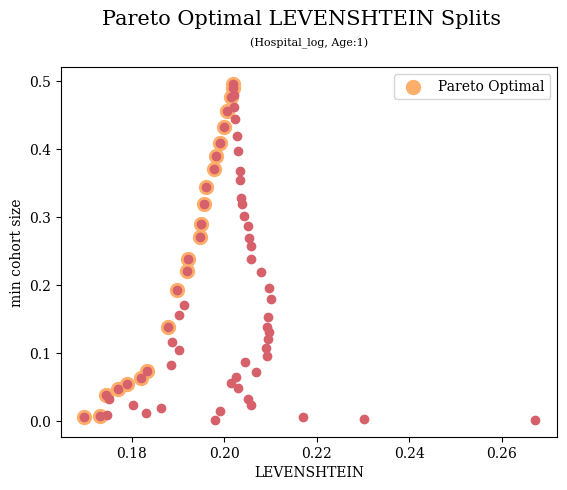 Pareto Optimal LEVENSHTEIN Splits
(Hospital_log, Age:1)
Pareto Optimal
min cohort size
0.5
0.4
0.3
0.2
0.1
0.0
0.18 0.20 0.22 0.24 0.26
LEVENSHTEIN